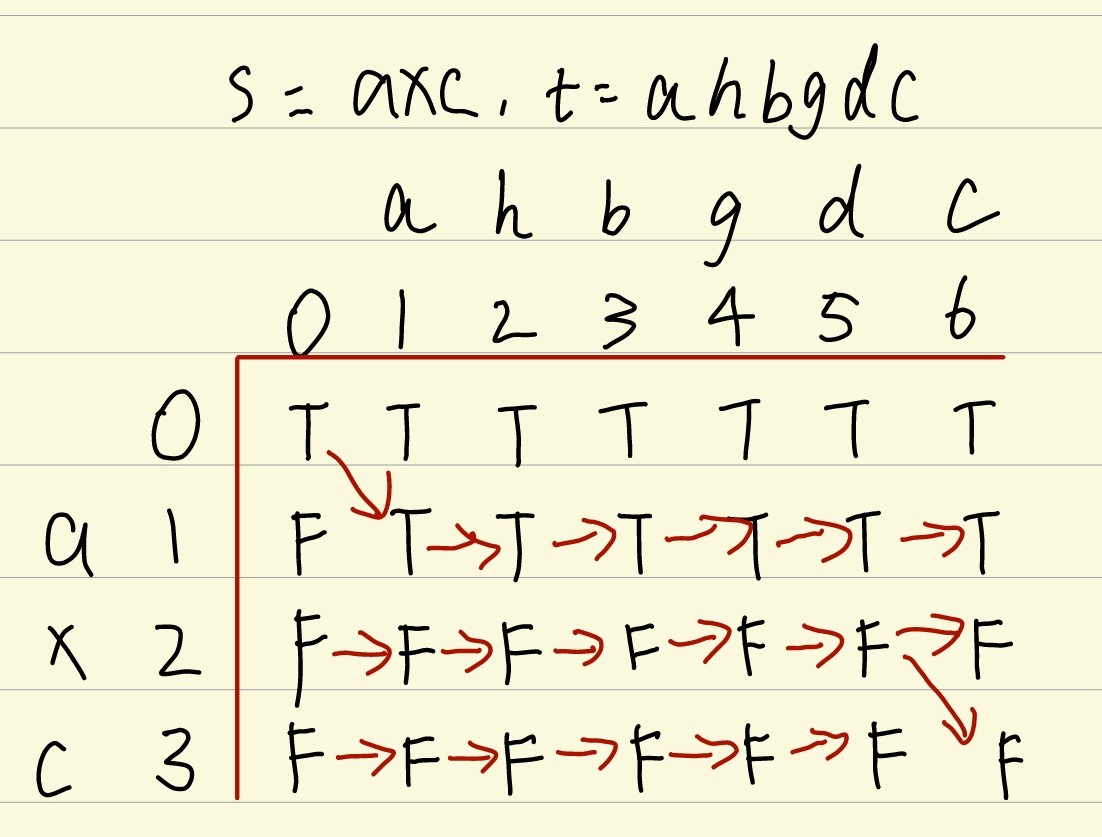 s = axc, t = ahbgdc
a h b g d c
0 1 2 3 4 5 6
0 T T T T T T T
a 1 F T T T T T T
x 2 F F F F F F F
c 3 F F F F F F F